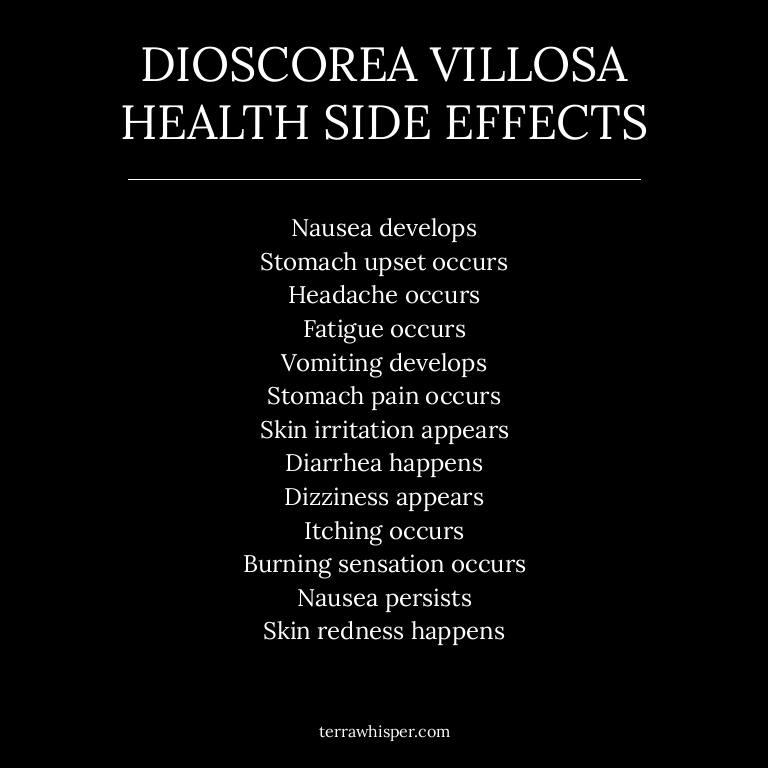 DIOSCOREA VILLOSA
HEALTH SIDE EFFECTS
Nausea develops
Stomach upset occurs
Headache occurs
Fatigue occurs
Vomiting develops
Stomach pain occurs
Skin irritation appears
Diarrhea happens
Dizziness appears
Itching occurs
Burning sensation occurs
Nausea persists
Skin redness happens
terrawhisper.com